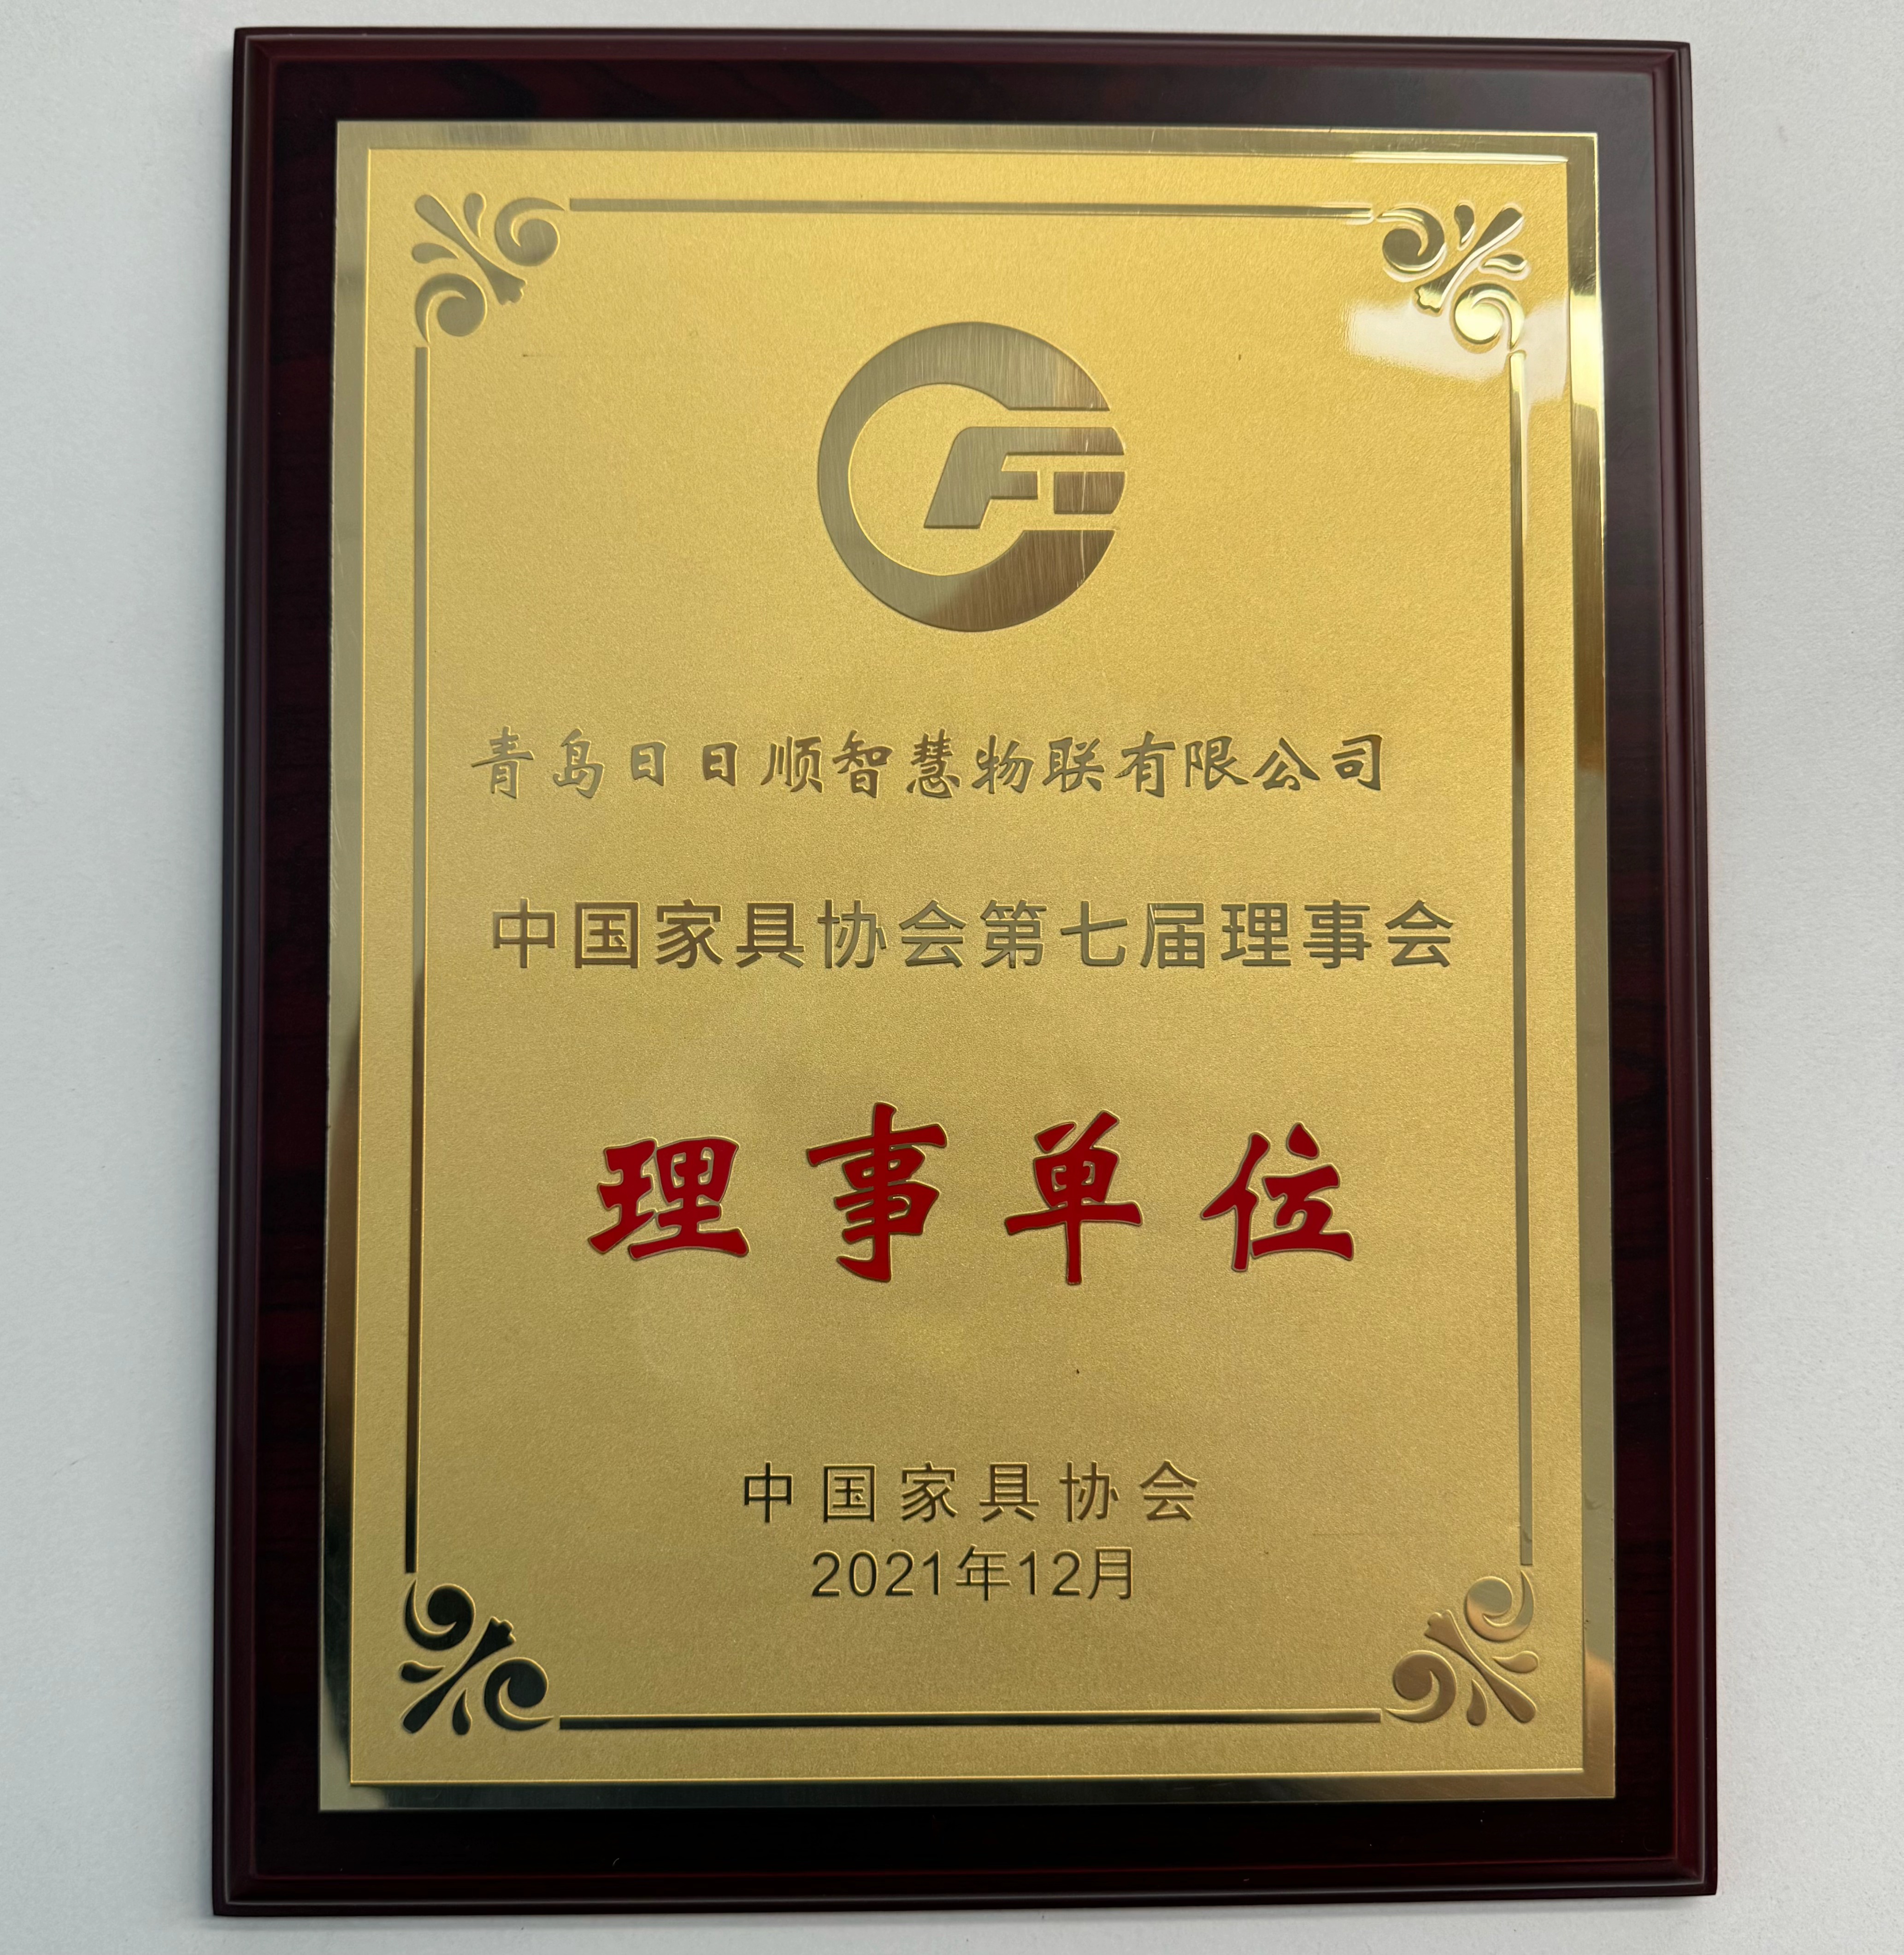 青岛日日顺智慧物联有限公司
中国家具协会第七届理事会
理事单位
中国家具协会
2021年12月